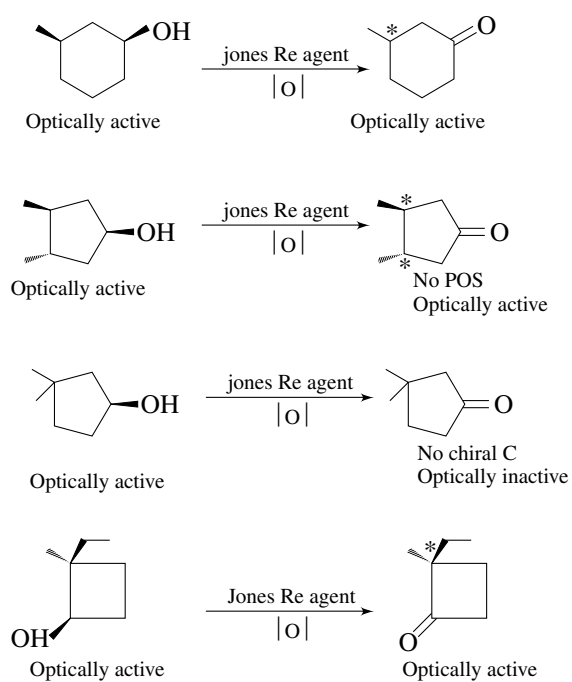 OH
jones Re agent
|O|
O
*
Optically active
Optically active
OH
jones Re agent
|O|
*
O
*
Optically active
No POS
Optically active
OH
jones Re agent
|O|
O
Optically active
No chiral C
Optically inactive
OH
Jones Re agent
|O|
*
O
Optically active
Optically active